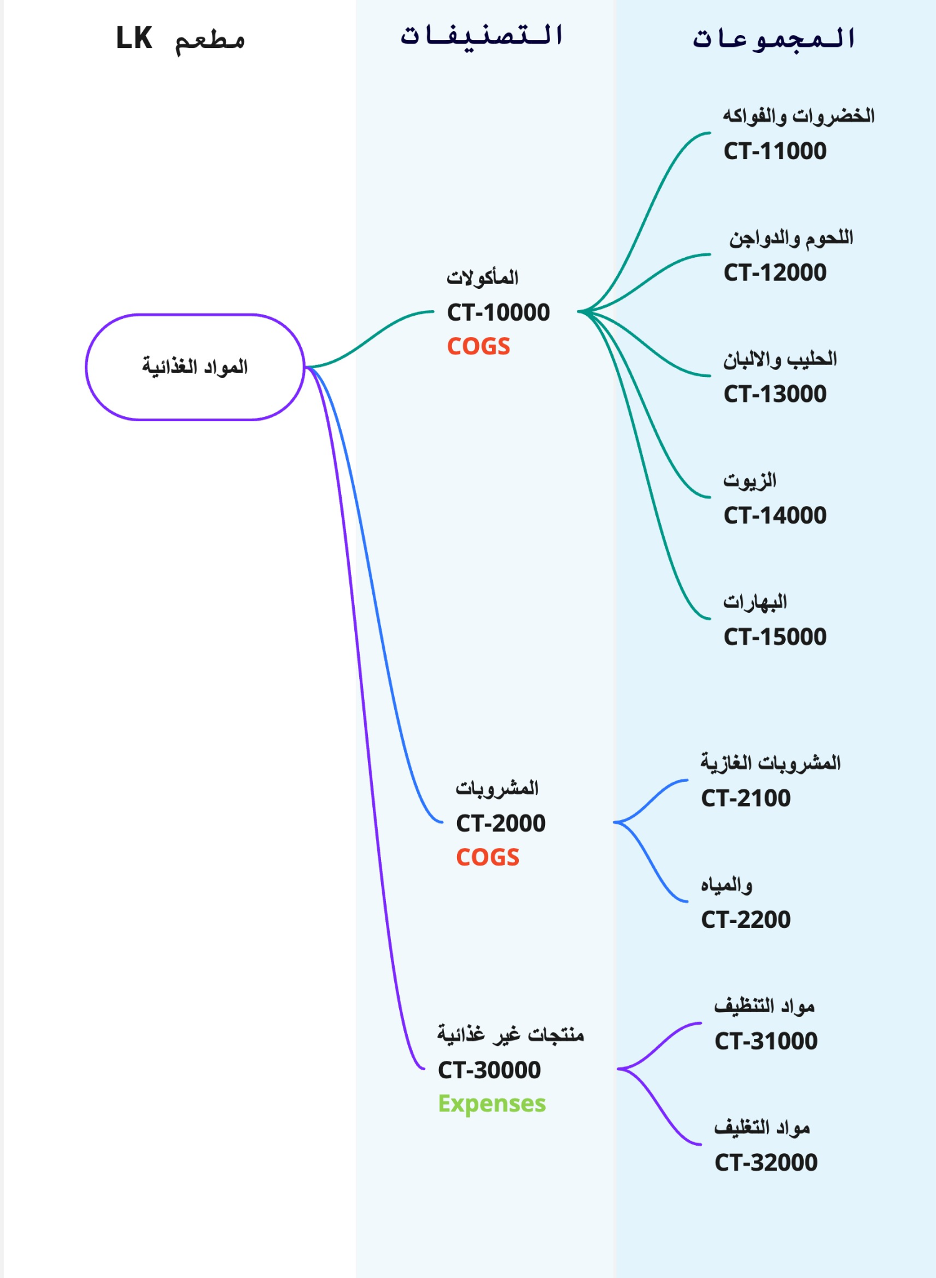 مطعم LK
التصنيفات
المجموعات
المواد الغذائية
المأكولات
CT-10000
COGS
الخضروات والفواكه
CT-11000
اللحوم والدواجن
CT-12000
الحليب والالبان
CT-13000
الزيوت
CT-14000
البهارات
CT-15000
المشروبات
CT-2000
COGS
المشروبات الغازية
CT-2100
والمياه
CT-2200
منتجات غير غذائية
CT-30000
Expenses
مواد التنظيف
CT-31000
مواد التغليف
CT-32000